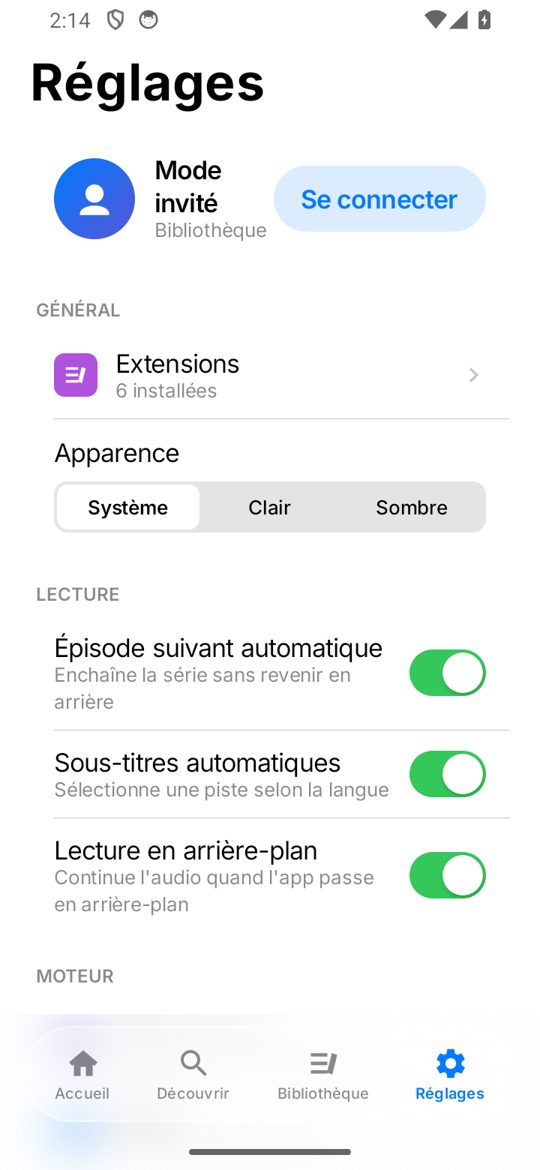 2:14
Réglages
Mode
invité
Bibliothèque
Se connecter
GÉNÉRAL
Extensions
6 installées
Apparence
Système
Clair
Sombre
LECTURE
Épisode suivant automatique
Enchaîne la série sans revenir en
arrière
Sous-titres automatiques
Sélectionne une piste selon la langue
Lecture en arrière-plan
Continue l'audio quand l'app passe
en arrière-plan
MOTEUR
Accueil
Découvrir
Bibliothèque
Réglages